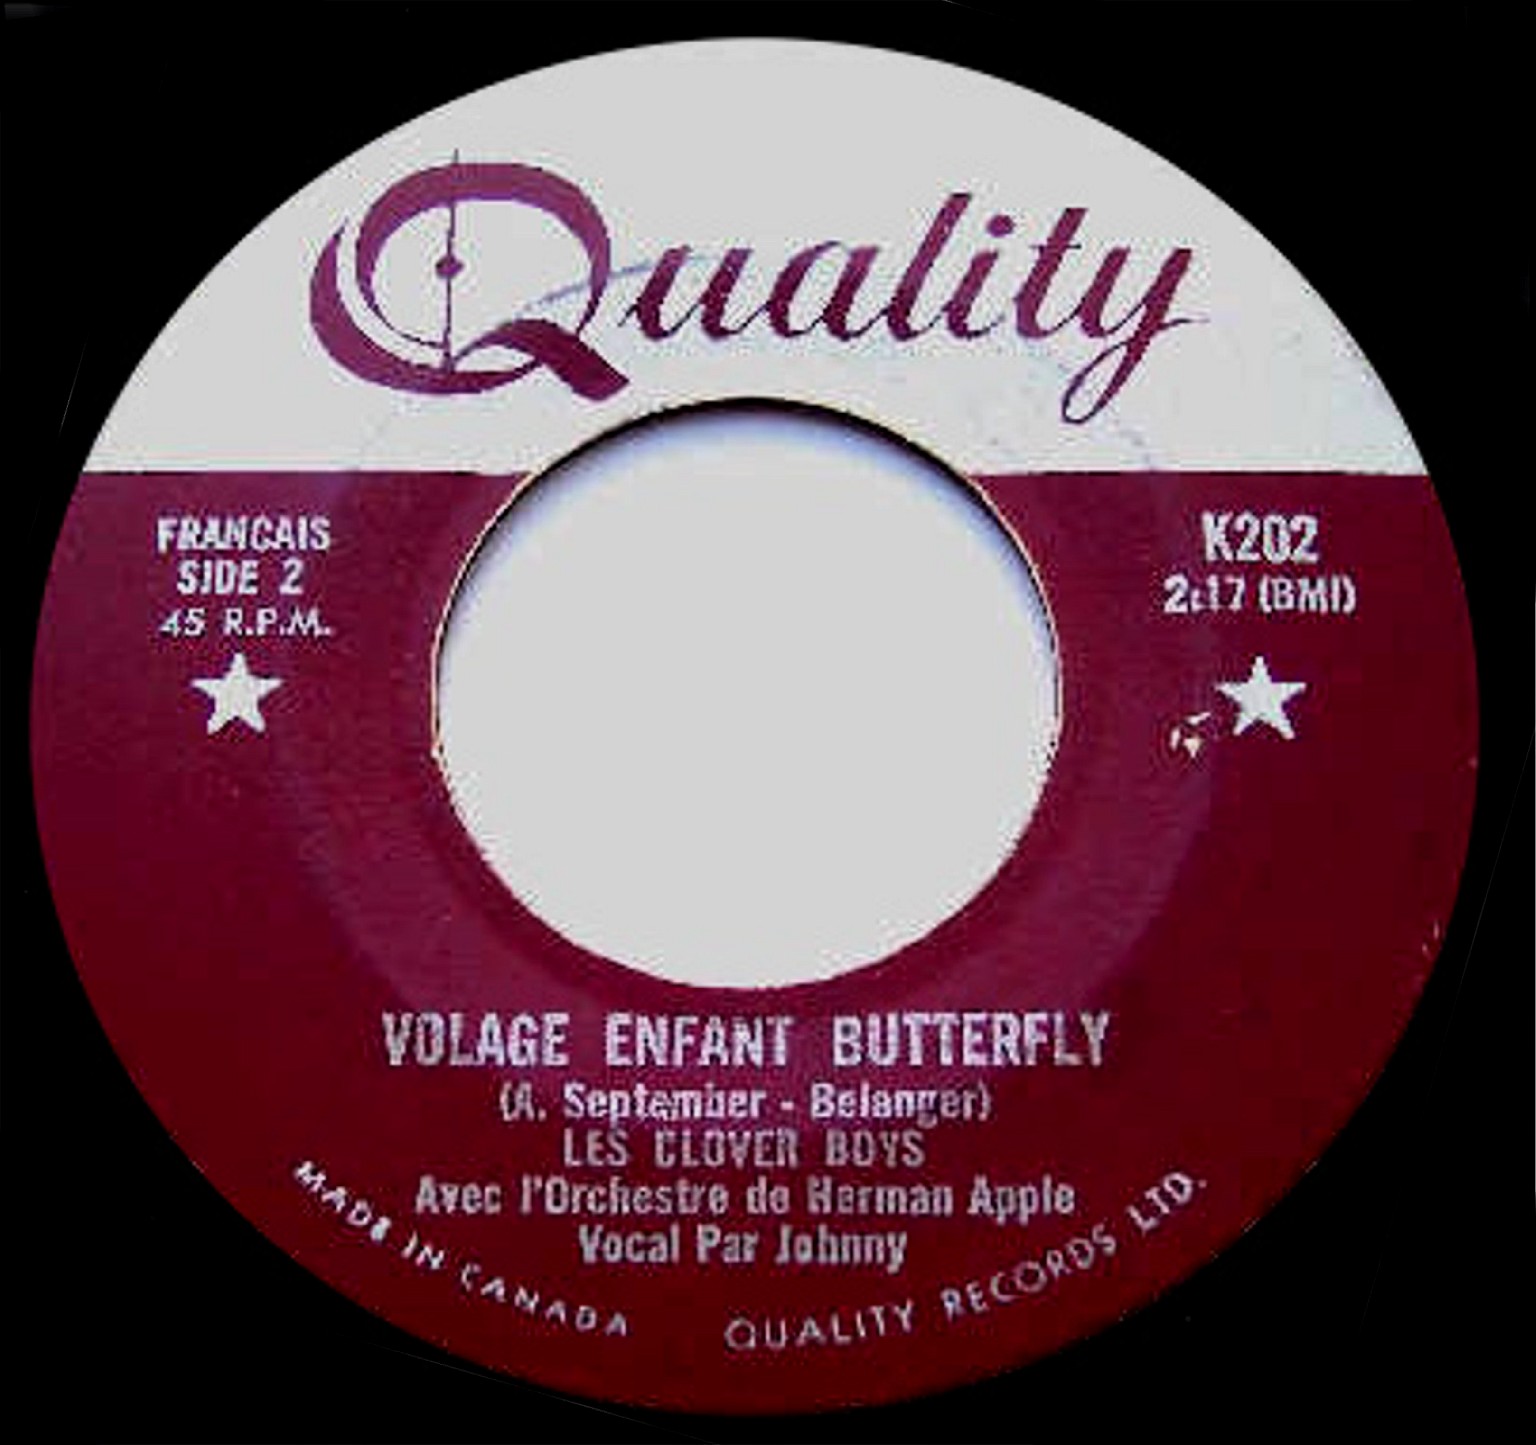 Quality
FRANCAIS
SIDE 2
45 R.P.M.
K202
2:17 (BMI)
VOLAGE ENFANT BUTTERFLY
(A. September - Belanger)
LES CLOVER BOYS
Avec l'Orchestre de Herman Apple
Vocal Par Johnny
MADE IN CANADA
QUALITY RECORDS LTD.